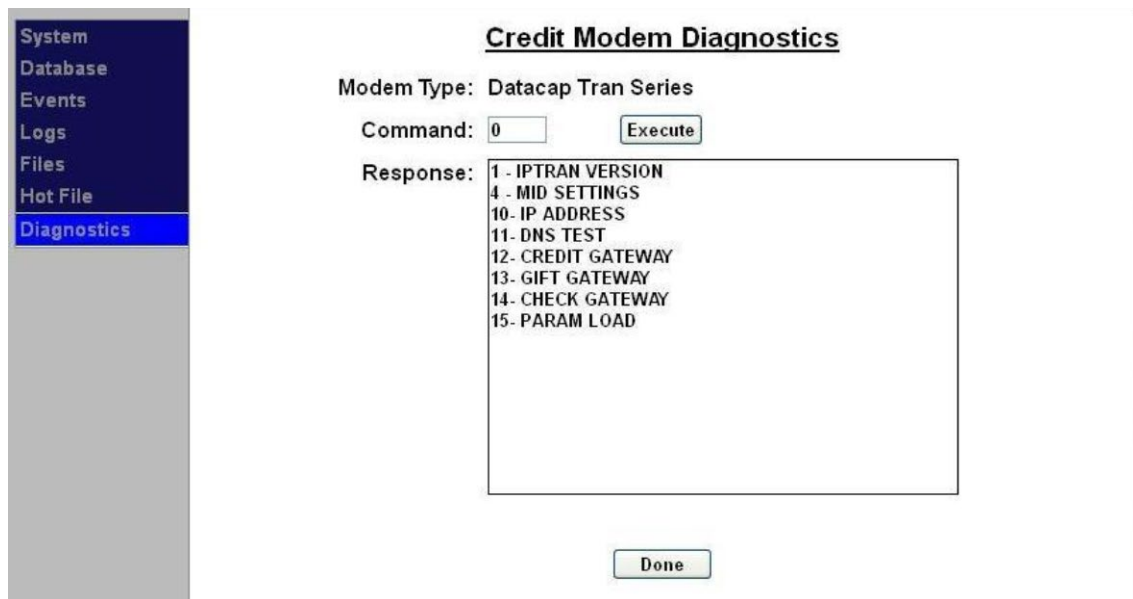 System
Database
Events
Logs
Files
Hot File
Diagnostics
Credit Modem Diagnostics
Modem Type: Datacap Tran Series
Command: 0 Execute
Response:
1 - IPTRAN VERSION
4 - MID SETTINGS
10- IP ADDRESS
11- DNS TEST
12- CREDIT GATEWAY
13- GIFT GATEWAY
14- CHECK GATEWAY
15- PARAM LOAD
Done